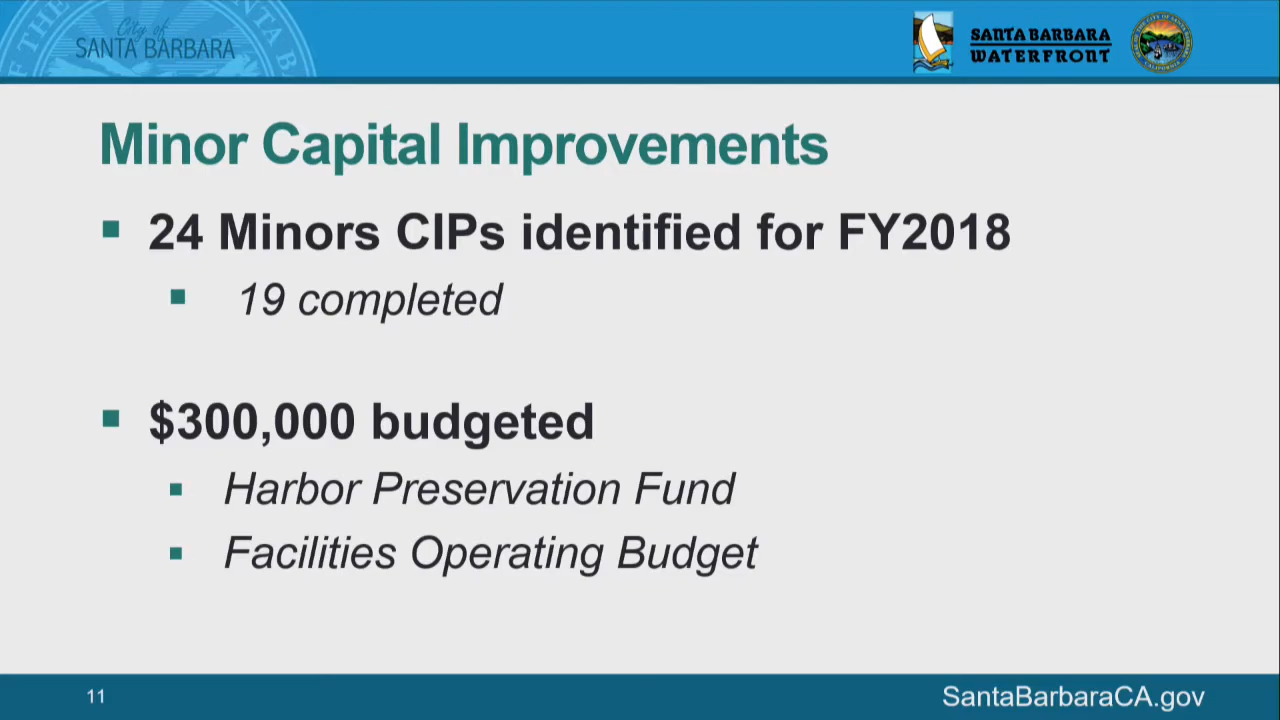 City of
SANTA BARBARA
SANTA BARBARA
WATERFRONT
Minor Capital Improvements
24 Minors CIPs identified for FY2018
19 completed
$300,000 budgeted
Harbor Preservation Fund
Facilities Operating Budget
11
SantaBarbaraCA.gov